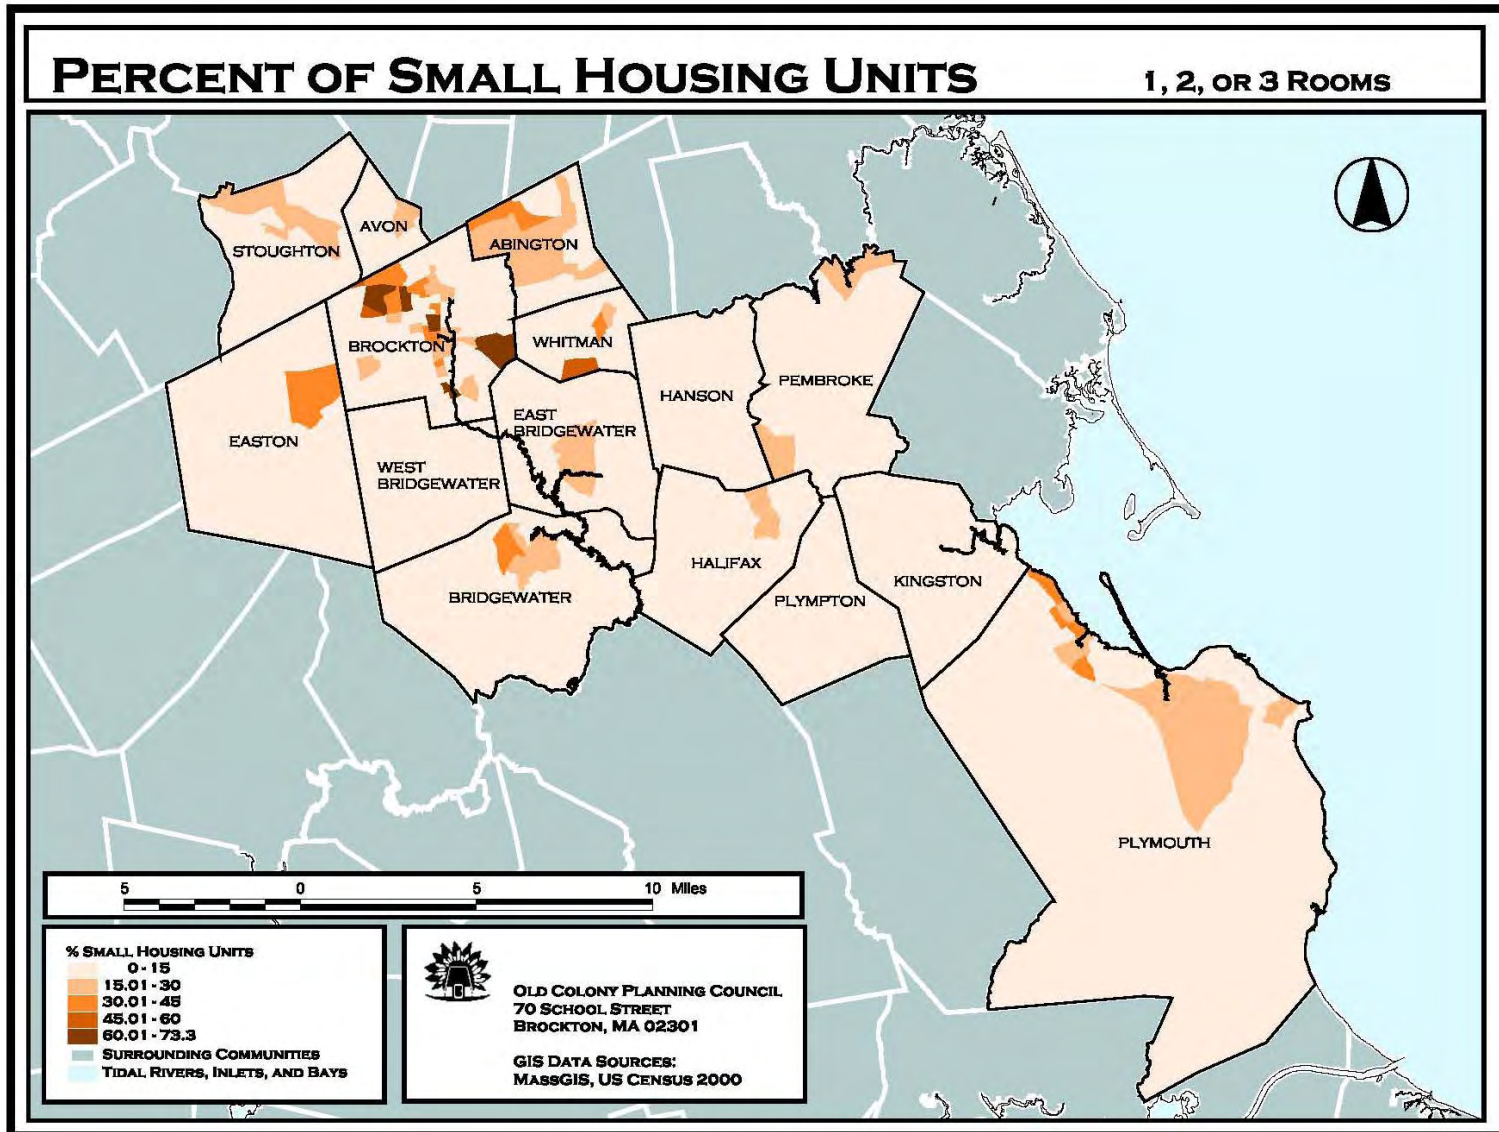 PERCENT OF SMALL HOUSING UNITS
1, 2, OR 3 ROOMS
STOUGHTON
AVON
ABINGTON
BROCKTON
WHITMAN
HANSON
PEMBROKE
EASTON
EAST
BRIDGEWATER
WEST
BRIDGEWATER
HALIFAX
BRIDGEWATER
PLYMPTON
KINGSTON
PLYMOUTH
5 0 5 10 Miles
% SMALL HOUSING UNITS
0 - 15
15.01 - 30
30.01 - 45
45.01 - 60
60.01 - 73.3
SURROUNDING COMMUNITIES
TIDAL RIVERS, INLETS, AND BAYS
OLD COLONY PLANNING COUNCIL
70 SCHOOL STREET
BROCKTON, MA 02301
GIS DATA SOURCES:
MASSGIS, US CENSUS 2000